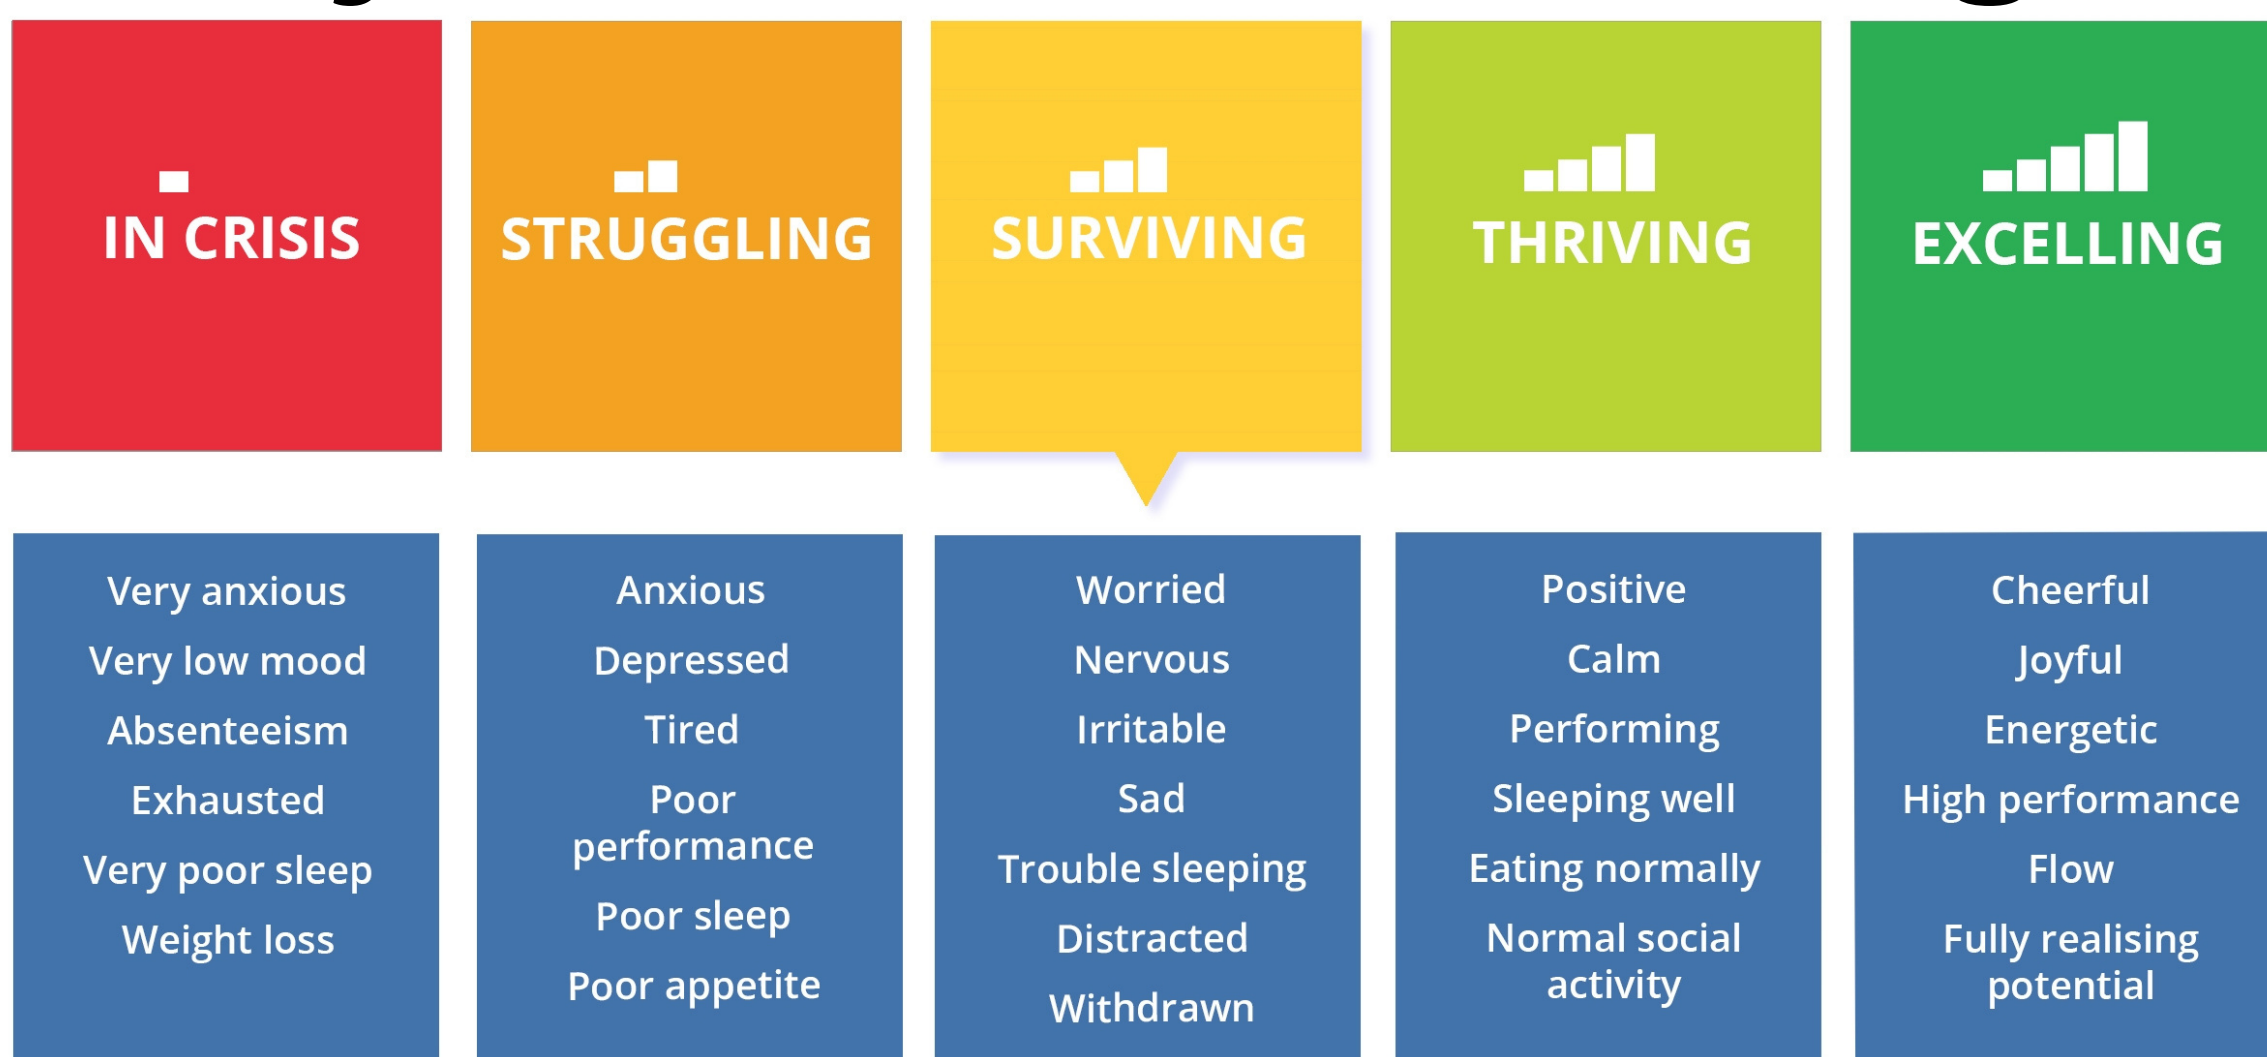 IN CRISIS
STRUGGLING
SURVIVING
THRIVING
EXCELLING
Very anxious
Very low mood
Absenteeism
Exhausted
Very poor sleep
Weight loss
Anxious
Depressed
Tired
Poor
performance
Poor sleep
Poor appetite
Worried
Nervous
Irritable
Sad
Trouble sleeping
Distracted
Withdrawn
Positive
Calm
Performing
Sleeping well
Eating normally
Normal social
activity
Cheerful
Joyful
Energetic
High performance
Flow
Fully realising
potential